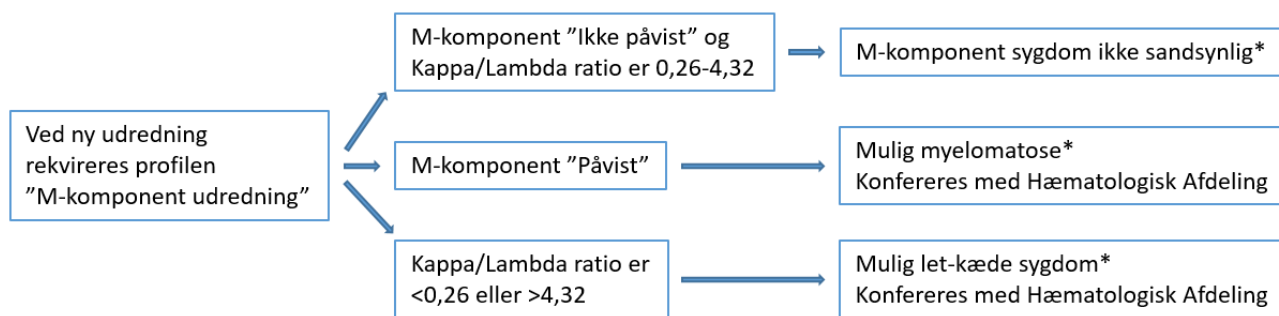 Ved ny udredning
rekvireres profilen
”M-komponent udredning”
M-komponent ”Ikke påvist” og
Kappa/Lambda ratio er 0,26-4,32
M-komponent sygdom ikke sandsynlig*
M-komponent ”Påvist”
Mulig myelomatose*
Konfereres med Hæmatologisk Afdeling
Kappa/Lambda ratio er
<0,26 eller >4,32
Mulig let-kæde sygdom*
Konfereres med Hæmatologisk Afdeling